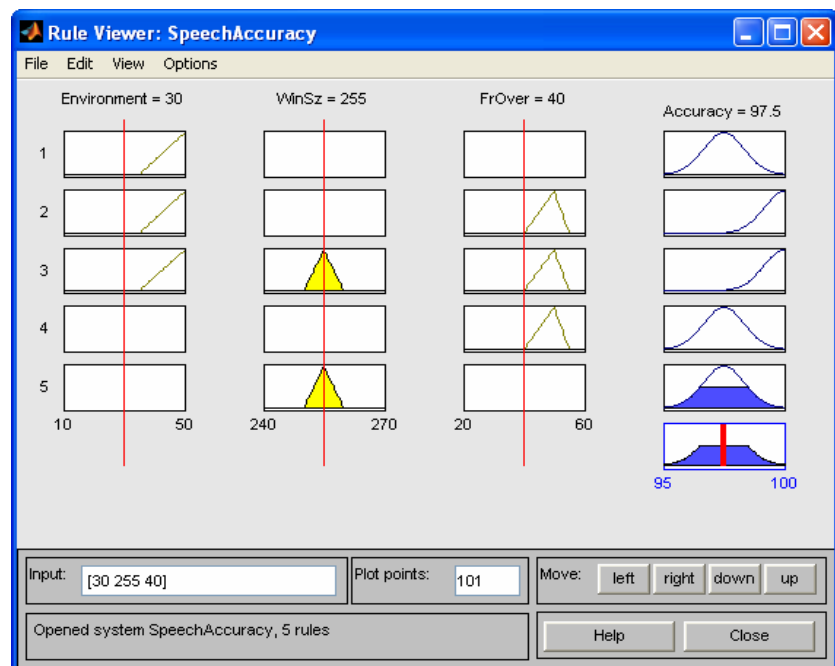 Rule Viewer: SpeechAccuracy
File Edit View Options
Environment = 30 WinSz = 255 FrOver = 40 Accuracy = 97.5
1
2
3
4
5
10 50 240 270 20 60
95 100
Input: [30 255 40] Plot points: 101 Move: left right down up
Opened system SpeechAccuracy, 5 rules Help Close